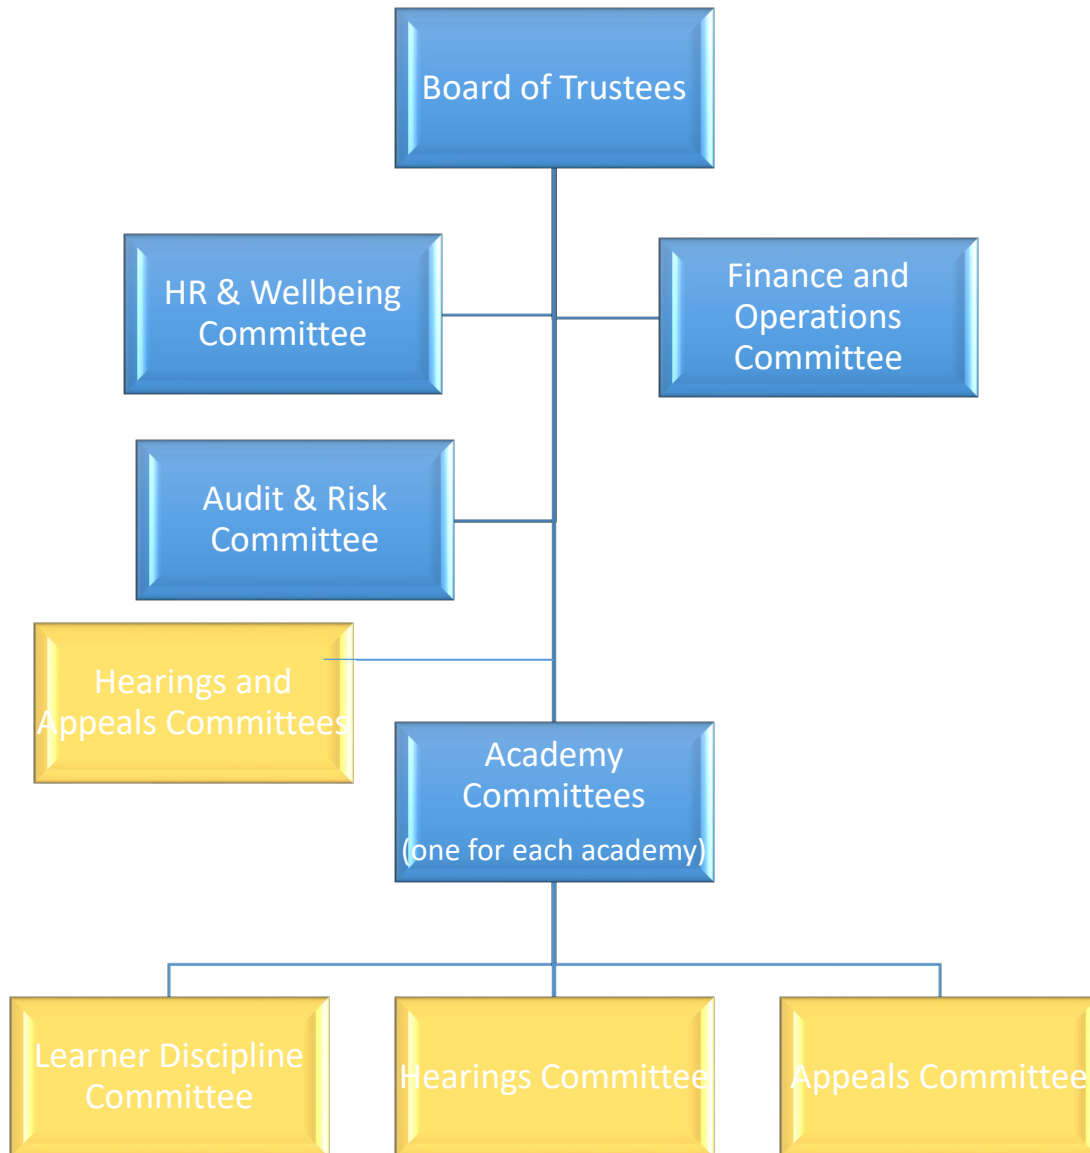 Board of Trustees
HR & Wellbeing
Committee
Finance and
Operations
Committee
Audit & Risk
Committee
Hearings and
Appeals Committees
Academy
Committees
(one for each academy)
Learner Discipline
Committee
Hearings Committee
Appeals Committee